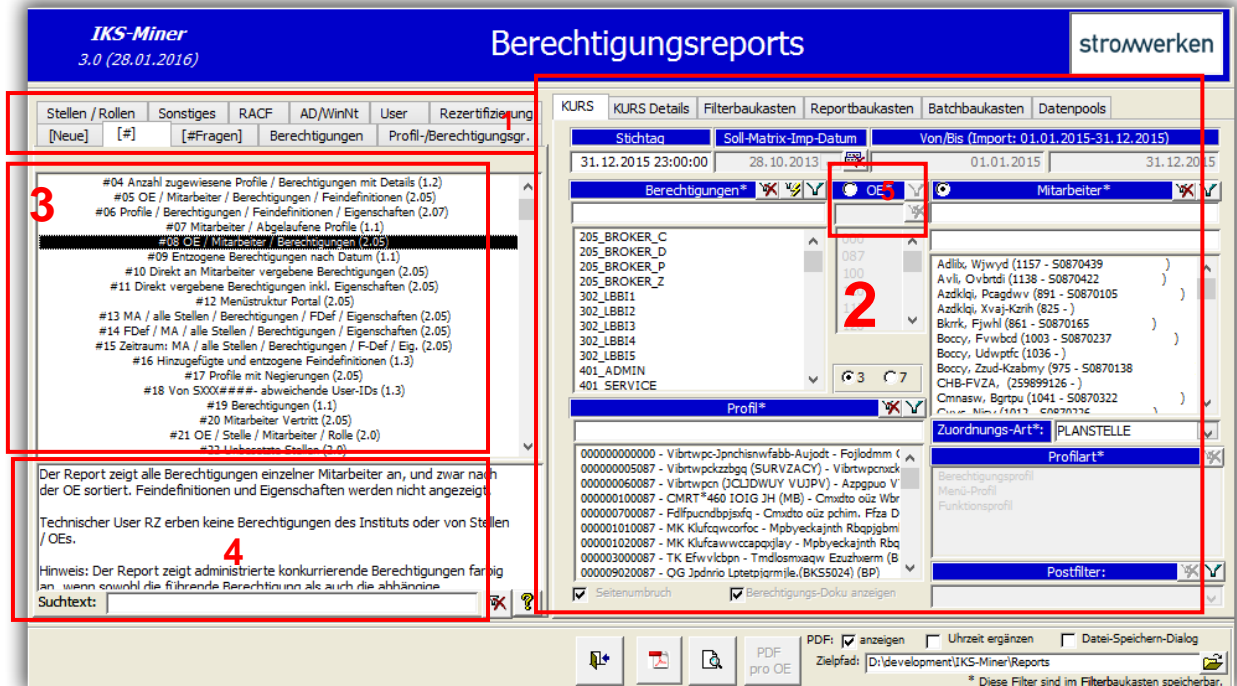 IKS-Miner
3.0 (28.01.2016)
Berechtigungsreports
stromwerken
Stellen / Rollen Sonstiges RACF AD/WinNt User Rezertifizierung
[Neue] [#] [#Fragen] Berechtigungen Profil-/Berechtigungsgr.
1
3
#04 Anzahl zugewiesene Profile / Berechtigungen mit Details (1.2)
#05 OE / Mitarbeiter / Berechtigungen / Feindefinitionen (2.05)
#06 Profile / Berechtigungen / Feindefinitionen / Eigenschaften (2.07)
#07 Mitarbeiter / Abgelaufene Profile (1.1)
#08 OE / Mitarbeiter / Berechtigungen (2.05)
#09 Entzogene Berechtigungen nach Datum (1.1)
#10 Direkt an Mitarbeiter vergebene Berechtigungen (2.05)
#11 Direkt vergebene Berechtigungen inkl. Eigenschaften (2.05)
#12 Menüstruktur Portal (2.05)
#13 MA / alle Stellen / Berechtigungen / FDef / Eigenschaften (2.05)
#14 FDef / MA / alle Stellen / Berechtigungen / Eigenschaften (2.05)
#15 Zeitraum: MA / alle Stellen / Berechtigungen / F-Def / Eig. (2.05)
#16 Hinzugefügte und entzogene Feindefinitionen (1.3)
#17 Profile mit Negierungen (2.05)
#18 Von SXXX####- abweichende User-IDs (1.3)
#19 Berechtigungen (1.1)
#20 Mitarbeiter Vertritt (2.05)
#21 OE / Stelle / Mitarbeiter / Rolle (2.0)
#22 Unbesetzte Stellen (2.0)
Der Report zeigt alle Berechtigungen einzelner Mitarbeiter an, und zwar nach
der OE sortiert. Feindefinitionen und Eigenschaften werden nicht angezeigt.
Technischer User RZ erben keine Berechtigungen des Instituts oder von Stellen
/ OEs.
4
Hinweis: Der Report zeigt administrierte konkurrierende Berechtigungen farbig
an, wenn sowohl die führende Berechtigung als auch die abhängige
Suchtext:
KURS KURS Details Filterbaukasten Reportbaukasten Batchbaukasten Datenpools
Stichtag Soll-Matrix-Imp-Datum Von/Bis (Import: 01.01.2015-31.12.2015)
31.12.2015 23:00:00 28.10.2013 01.01.2015 31.12.2015
Berechtigungen* OE 5 Mitarbeiter*
205_BROKER_C
205_BROKER_D
205_BROKER_P
205_BROKER_Z
302_LBBI1
302_LBBI2
302_LBBI3
302_LBBI4
302_LBBI5
401_ADMIN
401_SERVICE
000
087
100
2
3 7
Adlib, Wjwyd (1157 - S0870439 )
Avli, Ovbrtdi (1138 - S0870422 )
Azdklqi, Pcagdwv (891 - S0870105 )
Azdklqi, Xvaj-Kzrih (825 - )
Bkrrk, Fjwhl (861 - S0870165 )
Boccy, Fvwbcd (1003 - S0870237 )
Boccy, Udwptfc (1036 - )
Boccy, Zzud-Kzabmy (975 - S0870138
CHB-FVZA, (259899126 - )
Cmnasw, Bgrtpu (1041 - S0870322 )
Profil*
000000000000 - Vibrtwpc-Jpnchisnwfabb-Aujodt - Fojlodmm (
000000005087 - Vibrtwpckzzbgq (SURVZACY) - Vibrtwpcnxck
000000060087 - Vibrtwpcn (JCLJDWUY VUJPV) - Azpgpuo V
000000100087 - CMRT*460 IOIG JH (MB) - Cmxdto oüz Wbr
000000700087 - Fdlfpucndbpjsxfq - Cmxdto oüz pchim. Ffza D
000001010087 - MK Klufcqwcorfoc - Mpbyeckajnth Rbqpjgbml
000001020087 - MK Klufcawwccapqxjlay - Mpbyeckajnth Rbq
000003000087 - TK Efwvlcbpn - Tmdlosmxaqw Ezuzhxerm (B
000009020087 - QG Jpdnrio Lptetpjqrmjle.(BKS5024) (BP)
Zuordnungs-Art*: PLANSTELLE
Profilart*
Berechtigungsprofil
Menü-Profil
Funktionsprofil
Postfilter:
Seitenumbruch Berechtigungs-Doku anzeigen
PDF
pro OE
PDF: anzeigen Uhrzeit ergänzen Datei-Speichern-Dialog
Zielpfad: D:\development\IKS-Miner\Reports
* Diese Filter sind im Filterbaukasten speicherbar.